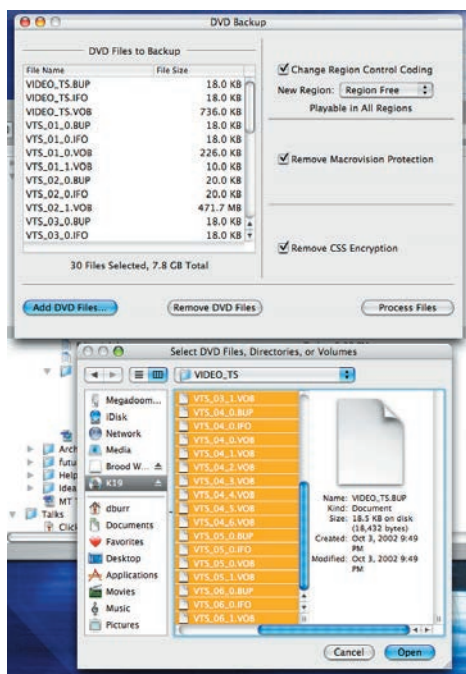 DVD Backup
DVD Files to Backup
File Name File Size
VIDEO_TS.BUP 18.0 KB
VIDEO_TS.IFO 18.0 KB
VIDEO_TS.VOB 736.0 KB
VTS_01_0.BUP 18.0 KB
VTS_01_0.IFO 18.0 KB
VTS_01_0.VOB 226.0 KB
VTS_01_1.VOB 10.0 KB
VTS_02_0.BUP 20.0 KB
VTS_02_0.IFO 20.0 KB
VTS_02_1.VOB 471.7 MB
VTS_03_0.BUP 18.0 KB
VTS_03_0.IFO 18.0 KB
30 Files Selected, 7.8 GB Total
Change Region Control Coding
New Region: Region Free
Playable in All Regions
Remove Macrovision Protection
Remove CSS Encryption
Add DVD Files... Remove DVD Files Process Files
Select DVD Files, Directories, or Volumes
VIDEO_TS
Megadoom...
iDisk
Network
Media
Brood W...
K19
dburr
Documents
Favorites
Desktop
Applications
Movies
Music
Pictures
VTS_03_1.VOB
VTS_04_0.BUP
VTS_04_0.IFO
VTS_04_0.VOB
VTS_04_1.VOB
VTS_04_2.VOB
VTS_04_3.VOB
VTS_04_4.VOB
VTS_04_5.VOB
VTS_04_6.VOB
VTS_05_0.BUP
VTS_05_0.IFO
VTS_05_0.VOB
VTS_05_1.VOB
VTS_06_0.BUP
VTS_06_0.IFO
VTS_06_1.VOB
Name: VIDEO_TS.BUP
Kind: Document
Size: 18.5 KB on disk
(18,432 bytes)
Created: Oct 3, 2002 9:49
PM
Modified: Oct 3, 2002 9:49
PM
Cancel Open
Arch
futu
Help
Idea
MT
Talks
Click